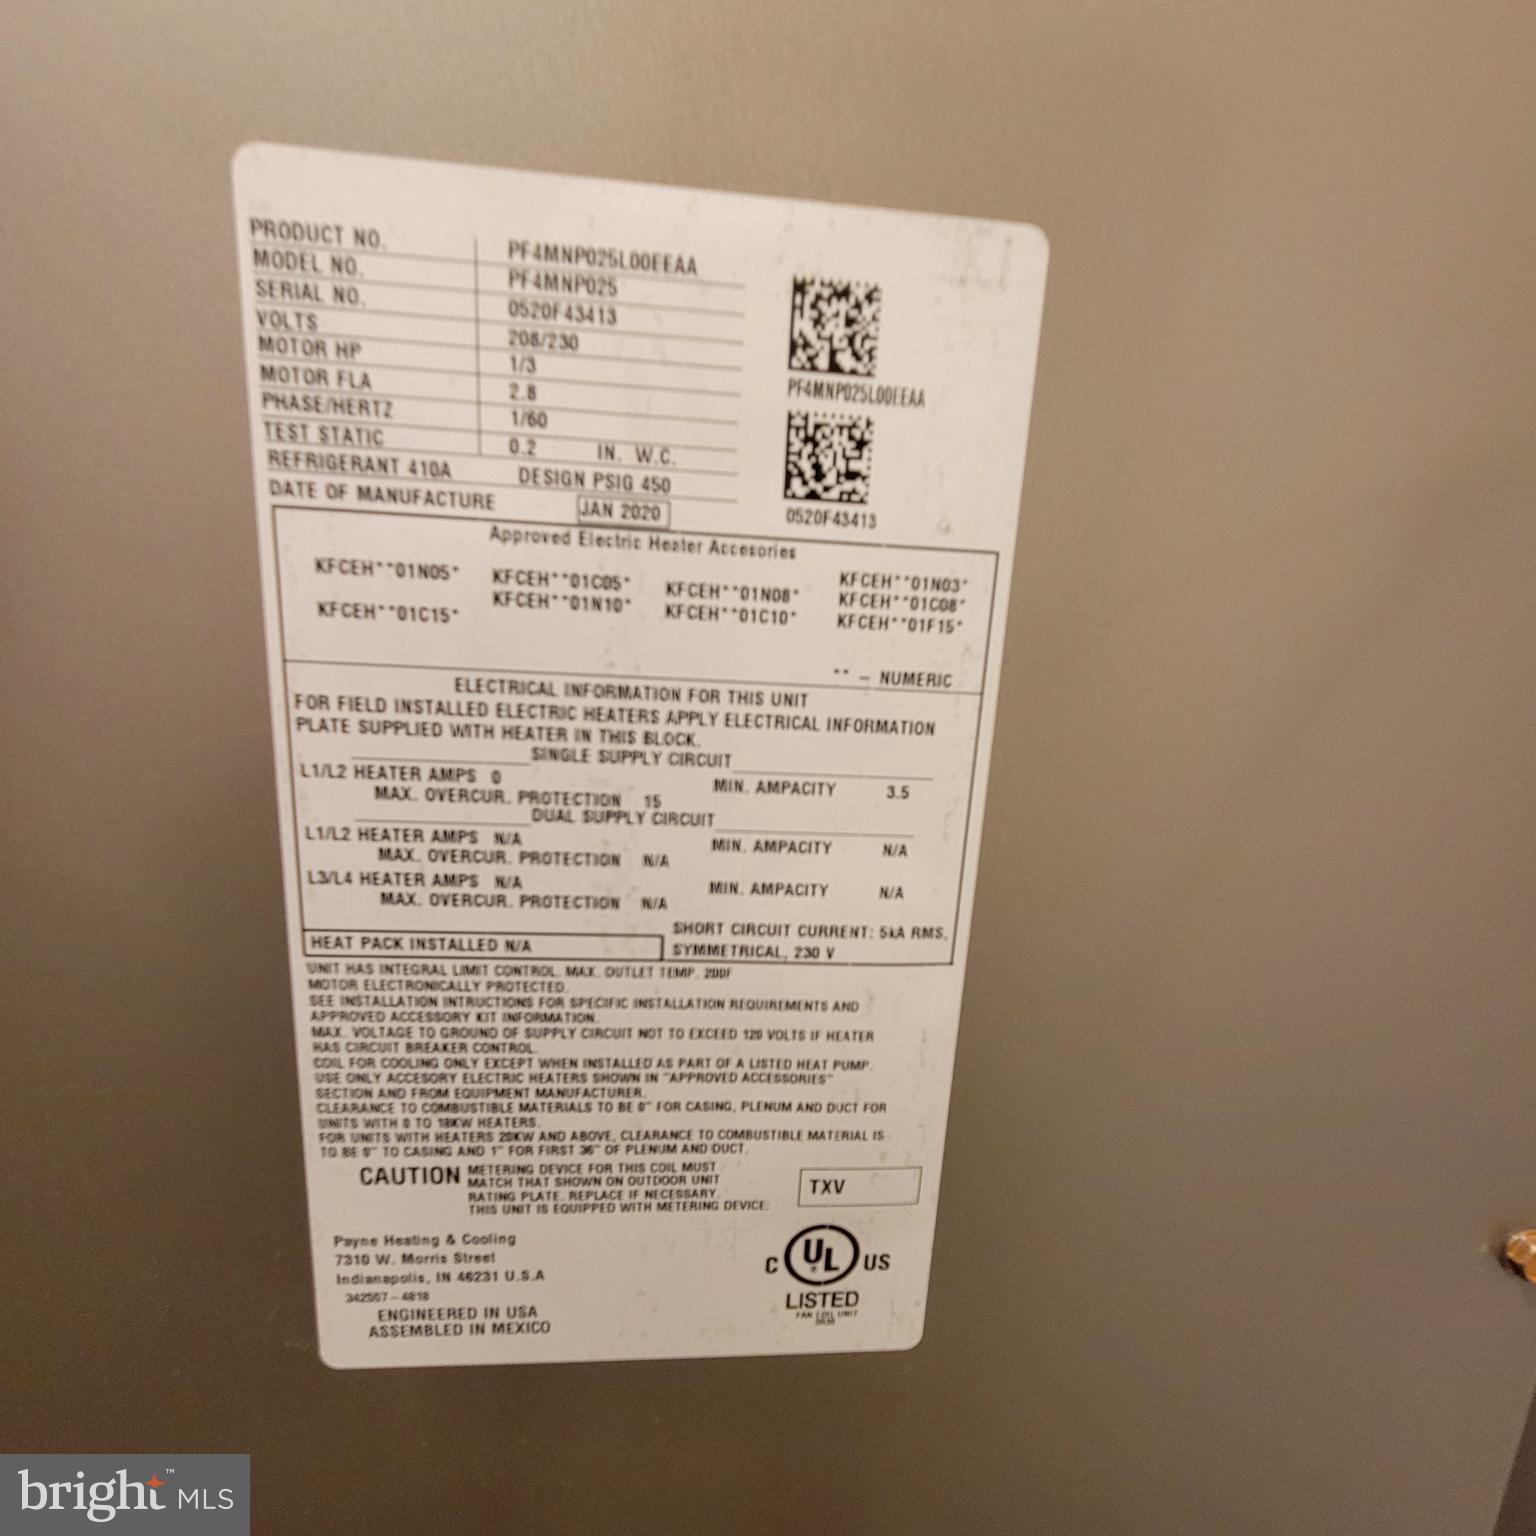 PRODUCT NO. PF4MNP025L00EEAA
MODEL NO. PF4MNP025
SERIAL NO. 0520F43413
VOLTS 208/230
MOTOR HP 1/3
MOTOR FLA 2.8
PHASE/HERTZ 1/60
TEST STATIC 0.2 IN. W.C.
REFRIGERANT 410A DESIGN PSIG 450
DATE OF MANUFACTURE JAN 2020
PF4MNP025L00EEAA
0520F43413
Approved Electric Heater Accesories
KFCEH**01N05* KFCEH**01C05* KFCEH**01N08* KFCEH**01N03*
KFCEH**01C15* KFCEH**01N10* KFCEH**01C10* KFCEH**01C08*
KFCEH**01F15*
** – NUMERIC
ELECTRICAL INFORMATION FOR THIS UNIT
FOR FIELD INSTALLED ELECTRIC HEATERS APPLY ELECTRICAL INFORMATION
PLATE SUPPLIED WITH HEATER IN THIS BLOCK.
SINGLE SUPPLY CIRCUIT
L1/L2 HEATER AMPS 0 MIN. AMPACITY 3.5
MAX. OVERCUR. PROTECTION 15
DUAL SUPPLY CIRCUIT
L1/L2 HEATER AMPS N/A MIN. AMPACITY N/A
MAX. OVERCUR. PROTECTION N/A
L3/L4 HEATER AMPS N/A MIN. AMPACITY N/A
MAX. OVERCUR. PROTECTION N/A
SHORT CIRCUIT CURRENT: 5kA RMS,
HEAT PACK INSTALLED N/A SYMMETRICAL, 230 V
UNIT HAS INTEGRAL LIMIT CONTROL. MAX. OUTLET TEMP. 200F
MOTOR ELECTRONICALLY PROTECTED.
SEE INSTALLATION INTRUCTIONS FOR SPECIFIC INSTALLATION REQUIREMENTS AND
APPROVED ACCESSORY KIT INFORMATION.
MAX. VOLTAGE TO GROUND OF SUPPLY CIRCUIT NOT TO EXCEED 120 VOLTS IF HEATER
HAS CIRCUIT BREAKER CONTROL.
COIL FOR COOLING ONLY EXCEPT WHEN INSTALLED AS PART OF A LISTED HEAT PUMP.
USE ONLY ACCESORY ELECTRIC HEATERS SHOWN IN "APPROVED ACCESSORIES"
SECTION AND FROM EQUIPMENT MANUFACTURER.
CLEARANCE TO COMBUSTIBLE MATERIALS TO BE 0" FOR CASING, PLENUM AND DUCT FOR
UNITS WITH 0 TO 18KW HEATERS.
FOR UNITS WITH HEATERS 20KW AND ABOVE, CLEARANCE TO COMBUSTIBLE MATERIAL IS
TO BE 0" TO CASING AND 1" FOR FIRST 36" OF PLENUM AND DUCT.
CAUTION METERING DEVICE FOR THIS COIL MUST
MATCH THAT SHOWN ON OUTDOOR UNIT
RATING PLATE. REPLACE IF NECESSARY.
THIS UNIT IS EQUIPPED WITH METERING DEVICE:
TXV
Payne Heating & Cooling
7310 W. Morris Street
Indianapolis, IN 46231 U.S.A
342567-4818
ENGINEERED IN USA
ASSEMBLED IN MEXICO
C UL US
LISTED
FAN COIL UNIT
bright™ MLS